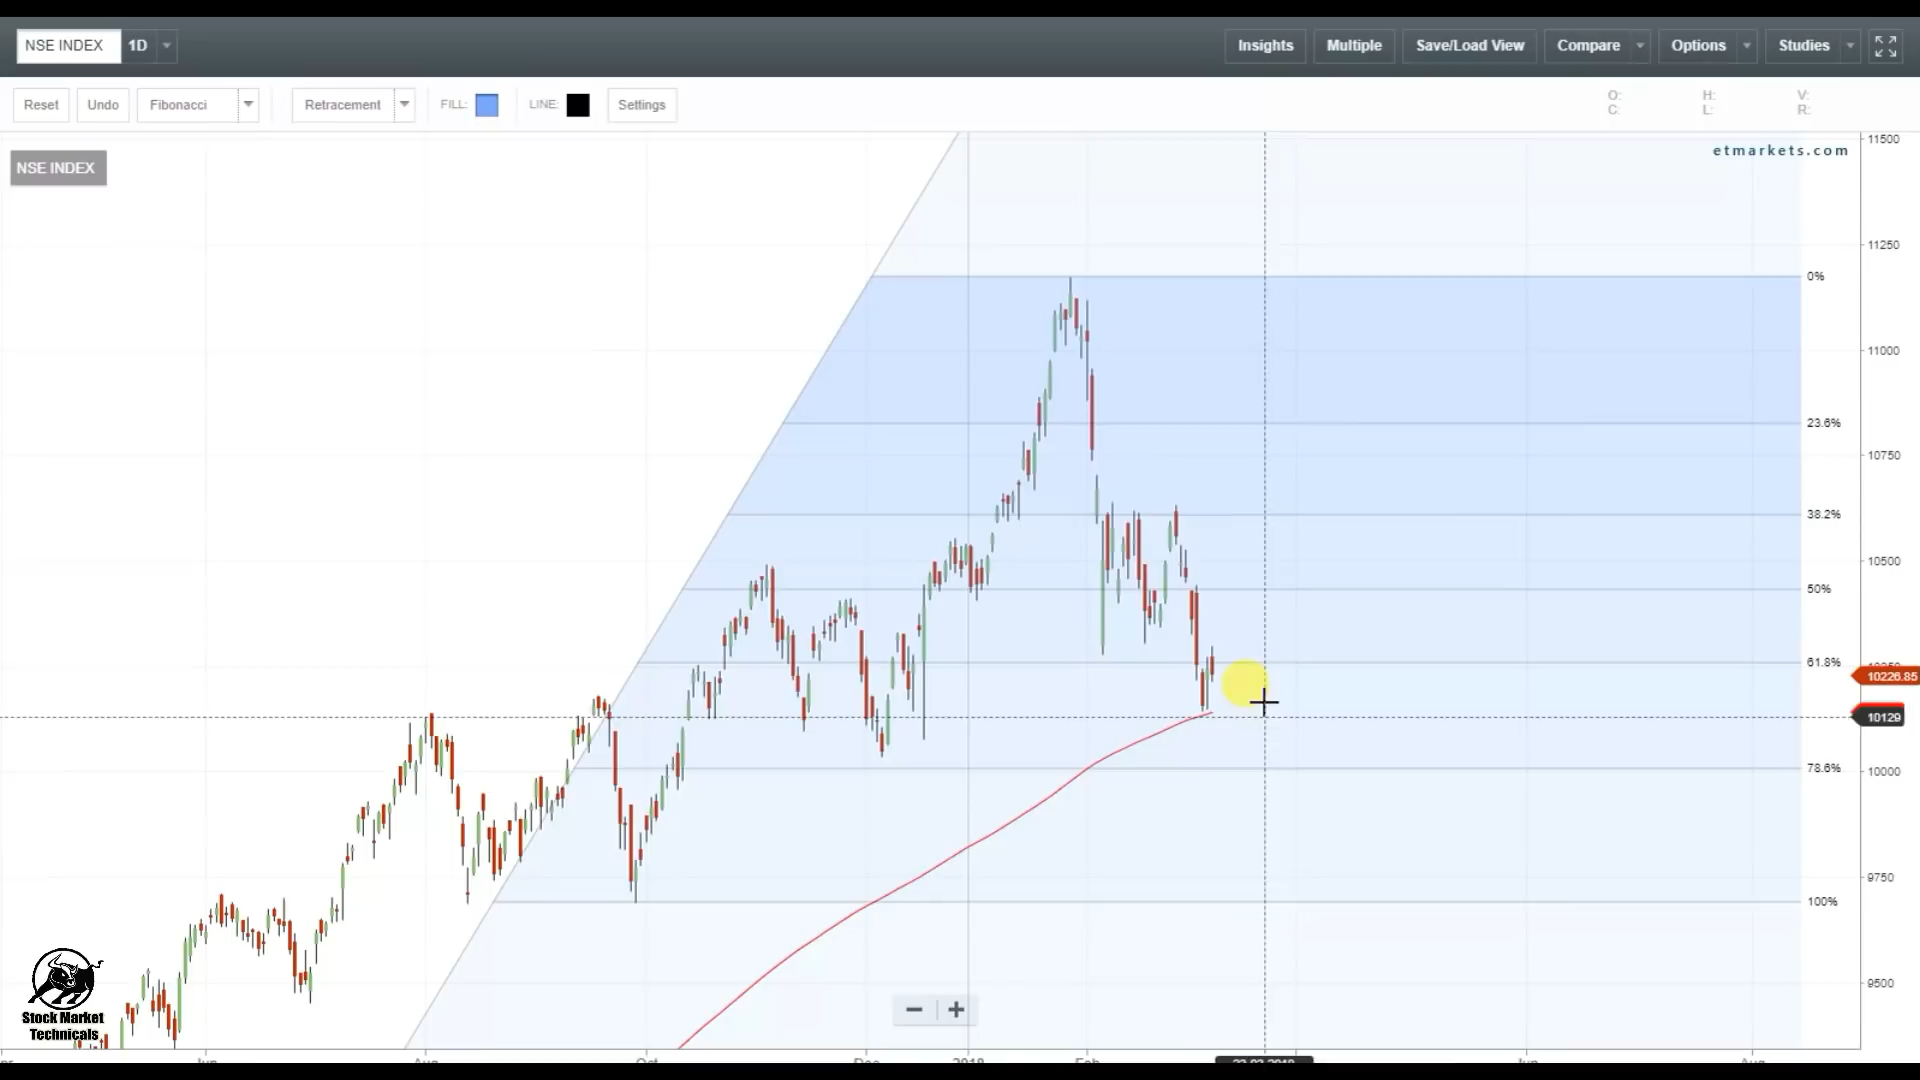 NSE INDEX 1D Insights Multiple Save/Load View Compare Options Studies
Reset Undo Fibonacci Retracement FILL: LINE: Settings O: H: V:
C: L: R:
11500
etmarkets.com
NSE INDEX
11250
0%
11000
23.6%
10750
38.2%
10500
50%
61.8%
10226.85
10129
78.6% 10000
9750
100%
9500
Stock Market
Technicals